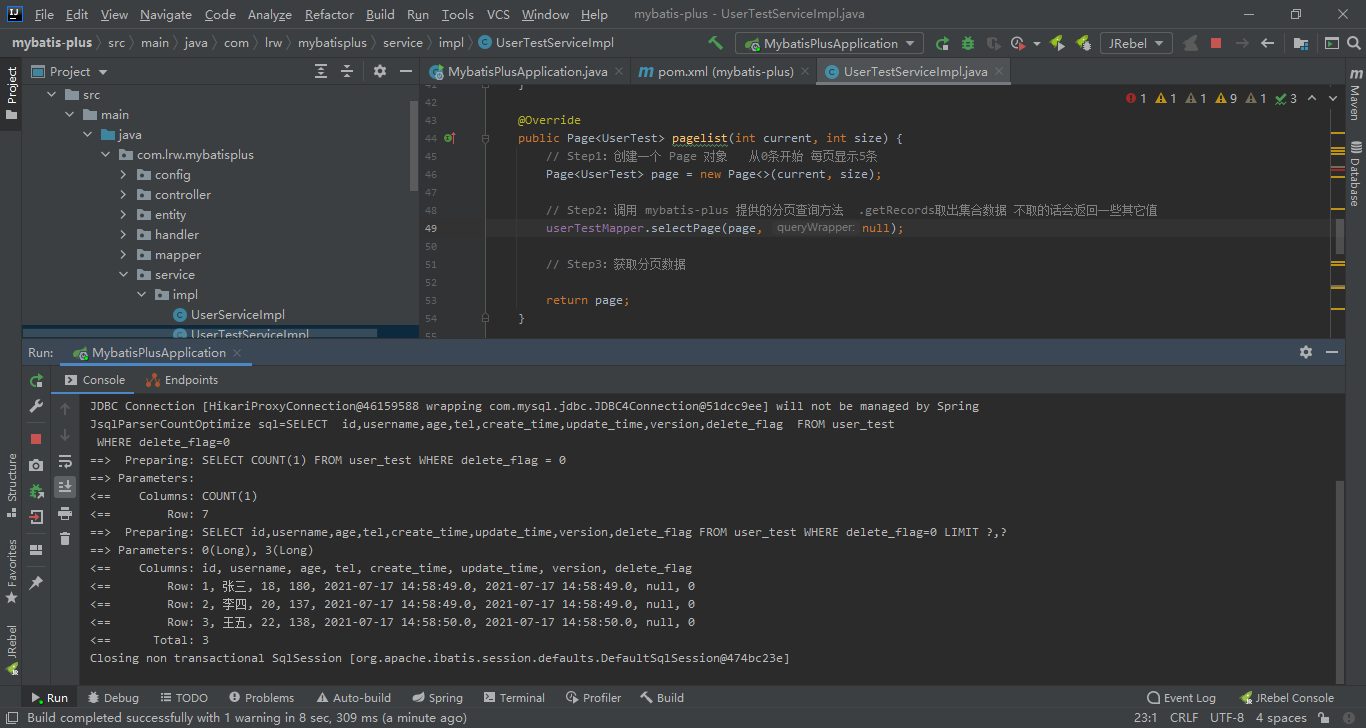 File Edit View Navigate Code Analyze Refactor Build Run Tools VCS Window Help mybatis-plus - UserTestServiceImpl.java
mybatis-plus src main java com lrw mybatisplus service impl UserTestServiceImpl MybatisPlusApplication JRebel
Project
MybatisPlusApplication.java pom.xml (mybatis-plus) UserTestServiceImpl.java
1 1 1 9 1 3
src
main
java
com.lrw.mybatisplus
config
controller
entity
handler
mapper
service
impl
UserServiceImpl
UserTestServiceImpl
41 }
42
43 @Override
44 public Page<UserTest> pagelist(int current, int size) {
45 // Step1：创建一个 Page 对象 从0条开始 每页显示5条
46 Page<UserTest> page = new Page<>(current, size);
47
48 // Step2：调用 mybatis-plus 提供的分页查询方法 .getRecords取出集合数据 不取的话会返回一些其它值
49 userTestMapper.selectPage(page, queryWrapper: null);
50
51 // Step3：获取分页数据
52
53 return page;
54 }
55
Run: MybatisPlusApplication
Console Endpoints
JDBC Connection [HikariProxyConnection@46159588 wrapping com.mysql.jdbc.JDBC4Connection@51dcc9ee] will not be managed by Spring
JsqlParserCountOptimize sql=SELECT id,username,age,tel,create_time,update_time,version,delete_flag FROM user_test
WHERE delete_flag=0
==> Preparing: SELECT COUNT(1) FROM user_test WHERE delete_flag = 0
==> Parameters:
<== Columns: COUNT(1)
<== Row: 7
==> Preparing: SELECT id,username,age,tel,create_time,update_time,version,delete_flag FROM user_test WHERE delete_flag=0 LIMIT ?,?
==> Parameters: 0(Long), 3(Long)
<== Columns: id, username, age, tel, create_time, update_time, version, delete_flag
<== Row: 1, 张三, 18, 180, 2021-07-17 14:58:49.0, 2021-07-17 14:58:49.0, null, 0
<== Row: 2, 李四, 20, 137, 2021-07-17 14:58:49.0, 2021-07-17 14:58:49.0, null, 0
<== Row: 3, 王五, 22, 138, 2021-07-17 14:58:50.0, 2021-07-17 14:58:50.0, null, 0
<== Total: 3
Closing non transactional SqlSession [org.apache.ibatis.session.defaults.DefaultSqlSession@474bc23e]
Project
Structure
Favorites
JRebel
Maven
Database
Run Debug TODO Problems Auto-build Spring Terminal Profiler Build Event Log JRebel Console
Build completed successfully with 1 warning in 8 sec, 309 ms (a minute ago) 23:1 CRLF UTF-8 4 spaces